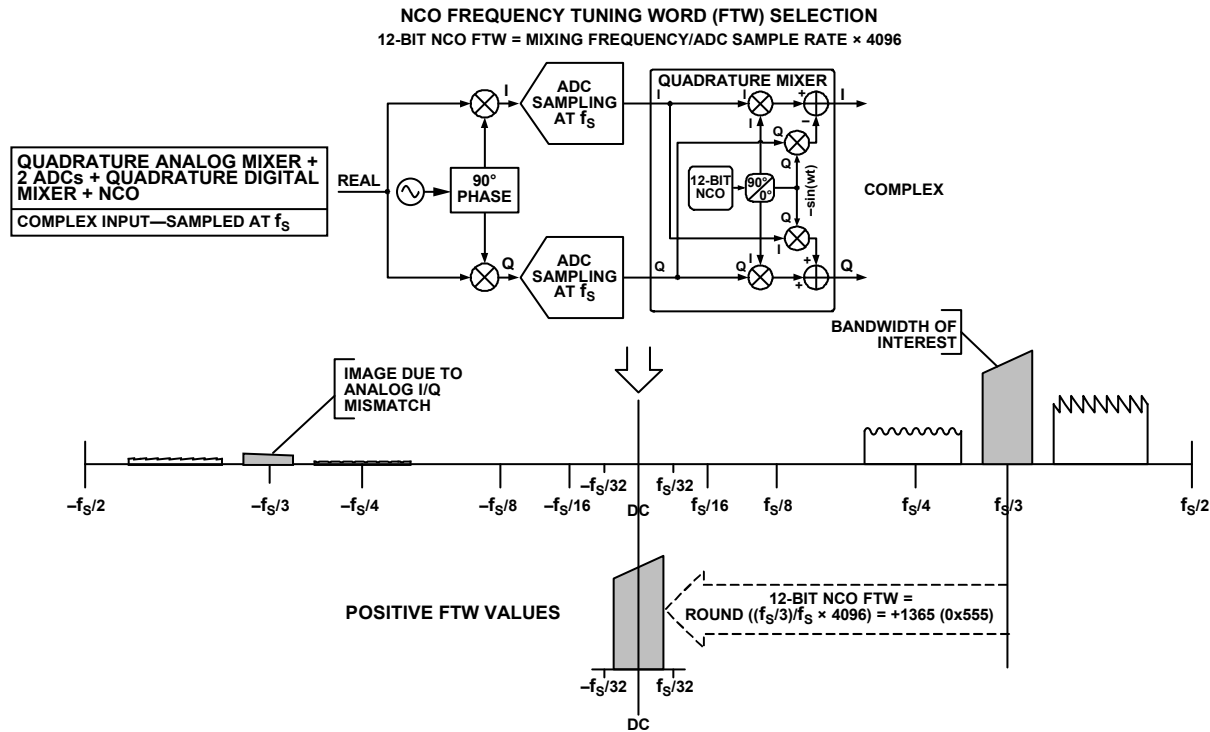 NCO FREQUENCY TUNING WORD (FTW) SELECTION
12-BIT NCO FTW = MIXING FREQUENCY/ADC SAMPLE RATE × 4096
QUADRATURE ANALOG MIXER +
2 ADCs + QUADRATURE DIGITAL
MIXER + NCO
COMPLEX INPUT—SAMPLED AT fS
REAL
90°
PHASE
I
ADC
SAMPLING
AT fS
Q
ADC
SAMPLING
AT fS
QUADRATURE MIXER
I
I
I
+
–
I
Q
Q
12-BIT
NCO
90°
0°
–sin(wt)
Q
I
Q
Q
I
+
+
Q
COMPLEX
BANDWIDTH OF
INTEREST
IMAGE DUE TO
ANALOG I/Q
MISMATCH
–fS/2
–fS/3
–fS/4
–fS/8
–fS/16
–fS/32
DC
fS/32
fS/16
fS/8
fS/4
fS/3
fS/2
POSITIVE FTW VALUES
12-BIT NCO FTW =
ROUND ((fS/3)/fS × 4096) = +1365 (0x555)
–fS/32
fS/32
DC